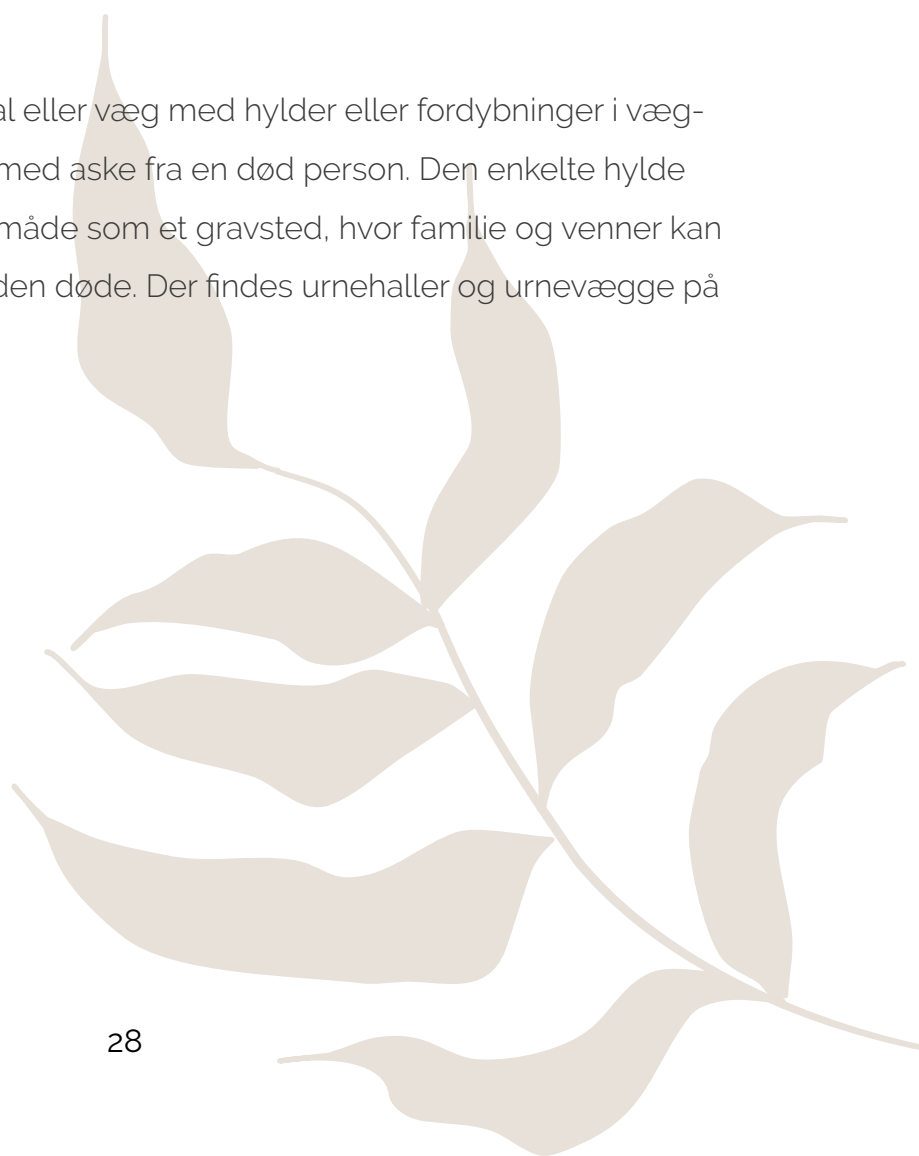 al eller væg med hylder eller fordybninger i væg-
med aske fra en død person. Den enkelte hylde
måde som et gravsted, hvor familie og venner kan
den døde. Der findes urnehaller og urnevægge på
28